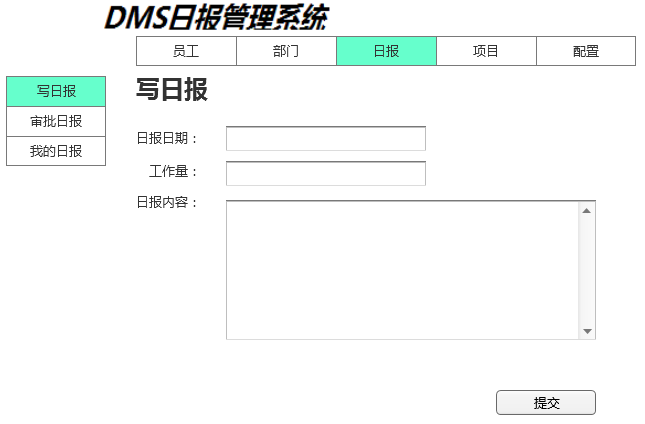 DMS日报管理系统
员工 部门 日报 项目 配置
写日报
审批日报
我的日报
写日报
日报日期：
工作量：
日报内容：
提交